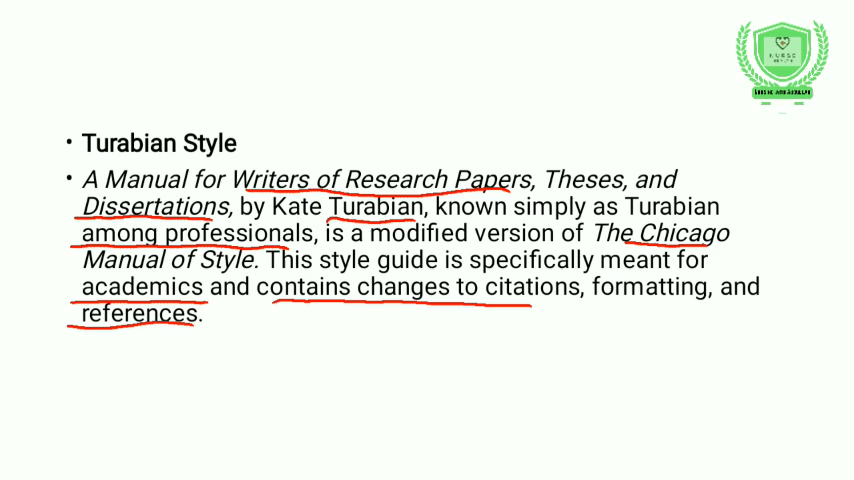 NURSE
• Turabian Style
• A Manual for Writers of Research Papers, Theses, and
Dissertations, by Kate Turabian, known simply as Turabian
among professionals, is a modified version of The Chicago
Manual of Style. This style guide is specifically meant for
academics and contains changes to citations, formatting, and
references.